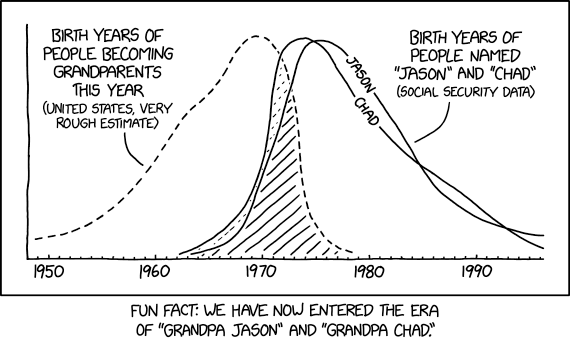 BIRTH YEARS OF
PEOPLE BECOMING
GRANDPARENTS
THIS YEAR
(UNITED STATES, VERY
ROUGH ESTIMATE)
BIRTH YEARS OF
PEOPLE NAMED
"JASON" AND "CHAD"
(SOCIAL SECURITY DATA)
JASON
CHAD
1950 1960 1970 1980 1990
FUN FACT: WE HAVE NOW ENTERED THE ERA
OF "GRANDPA JASON" AND "GRANDPA CHAD."